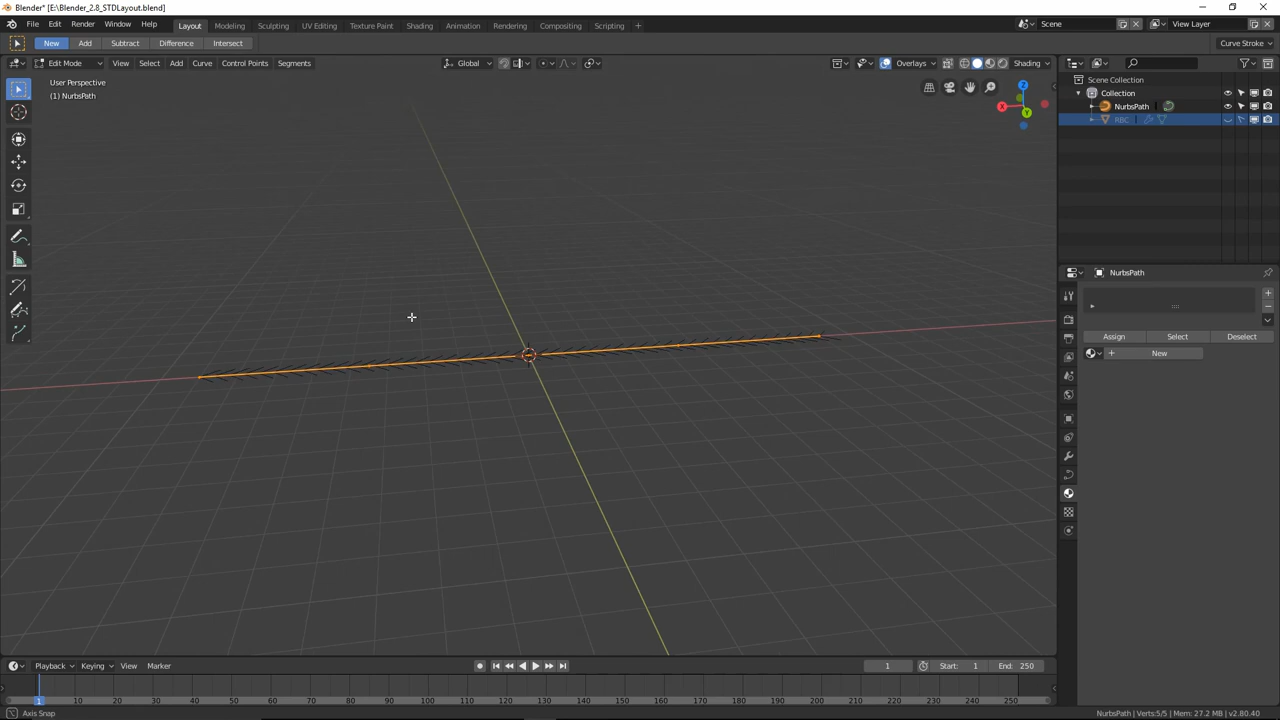 Blender* [E:\Blender_2.8_STDLayout.blend]
File Edit Render Window Help Layout Modeling Sculpting UV Editing Texture Paint Shading Animation Rendering Compositing Scripting + Scene View Layer
New Add Subtract Difference Intersect Curve Stroke
Edit Mode View Select Add Curve Control Points Segments Global Overlays Shading
User Perspective
(1) NurbsPath
Z
X
Y
Scene Collection
Collection
NurbsPath
RBC
NurbsPath
Assign Select Deselect
New
Playback Keying View Marker 1 Start: 1 End: 250
1 10 20 30 40 50 60 70 80 90 100 110 120 130 140 150 160 170 180 190 200 210 220 230 240 250
Axis Snap NurbsPath | Verts:5/5 | Mem: 27.2 MB | v2.80.40